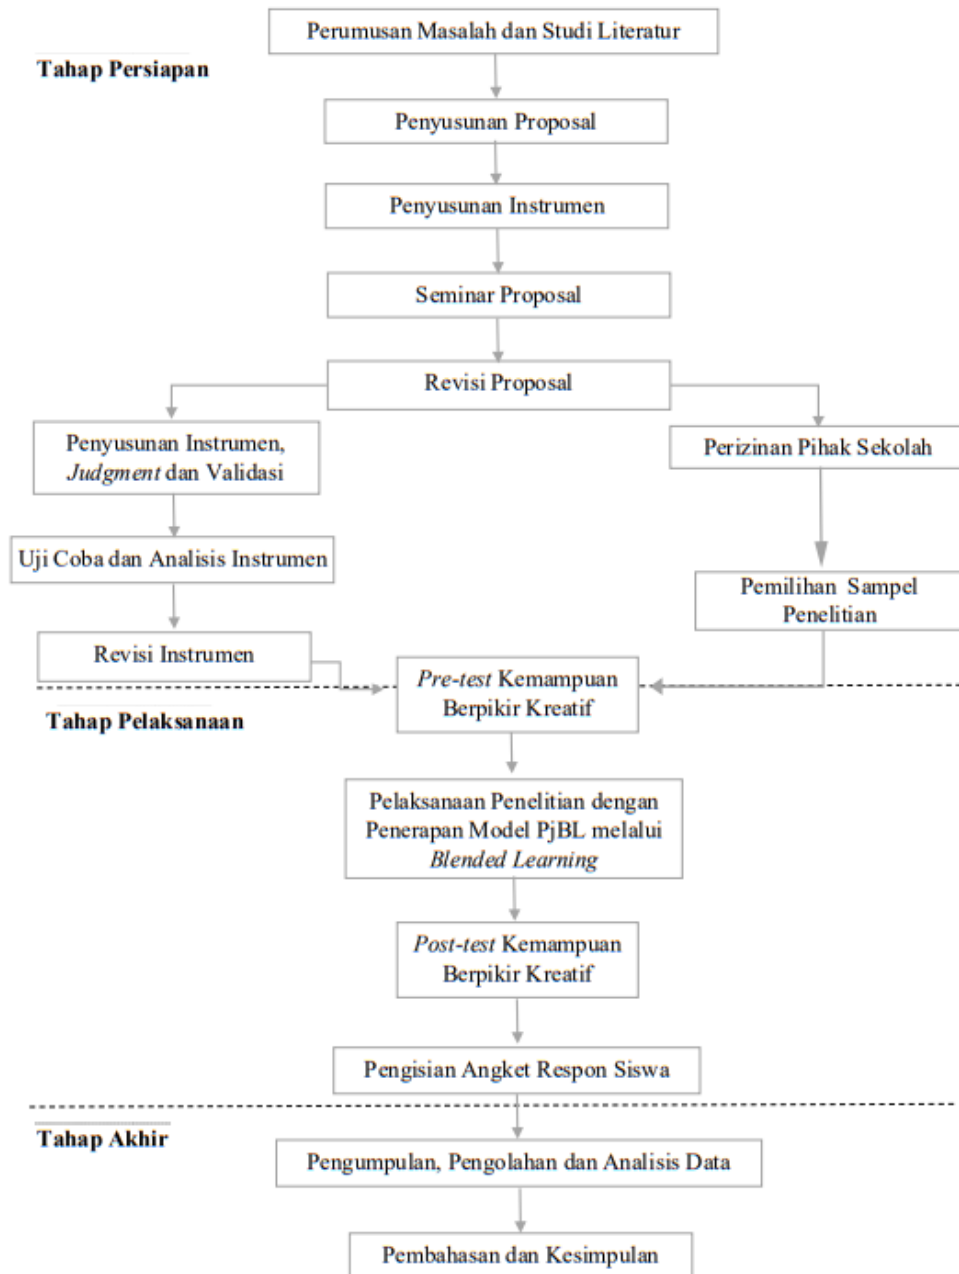 Perumusan Masalah dan Studi Literatur
Tahap Persiapan
Penyusunan Proposal
Penyusunan Instrumen
Seminar Proposal
Revisi Proposal
Penyusunan Instrumen,
Judgment dan Validasi
Perizinan Pihak Sekolah
Uji Coba dan Analisis Instrumen
Pemilihan Sampel
Penelitian
Revisi Instrumen
Pre-test Kemampuan
Berpikir Kreatif
Tahap Pelaksanaan
Pelaksanaan Penelitian dengan
Penerapan Model PjBL melalui
Blended Learning
Post-test Kemampuan
Berpikir Kreatif
Pengisian Angket Respon Siswa
Tahap Akhir
Pengumpulan, Pengolahan dan Analisis Data
Pembahasan dan Kesimpulan